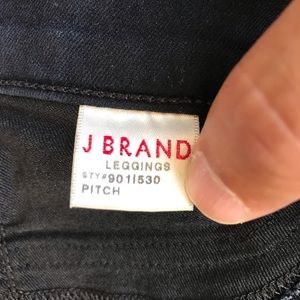 J BRAND
LEGGINGS
STY#901I530
PITCH